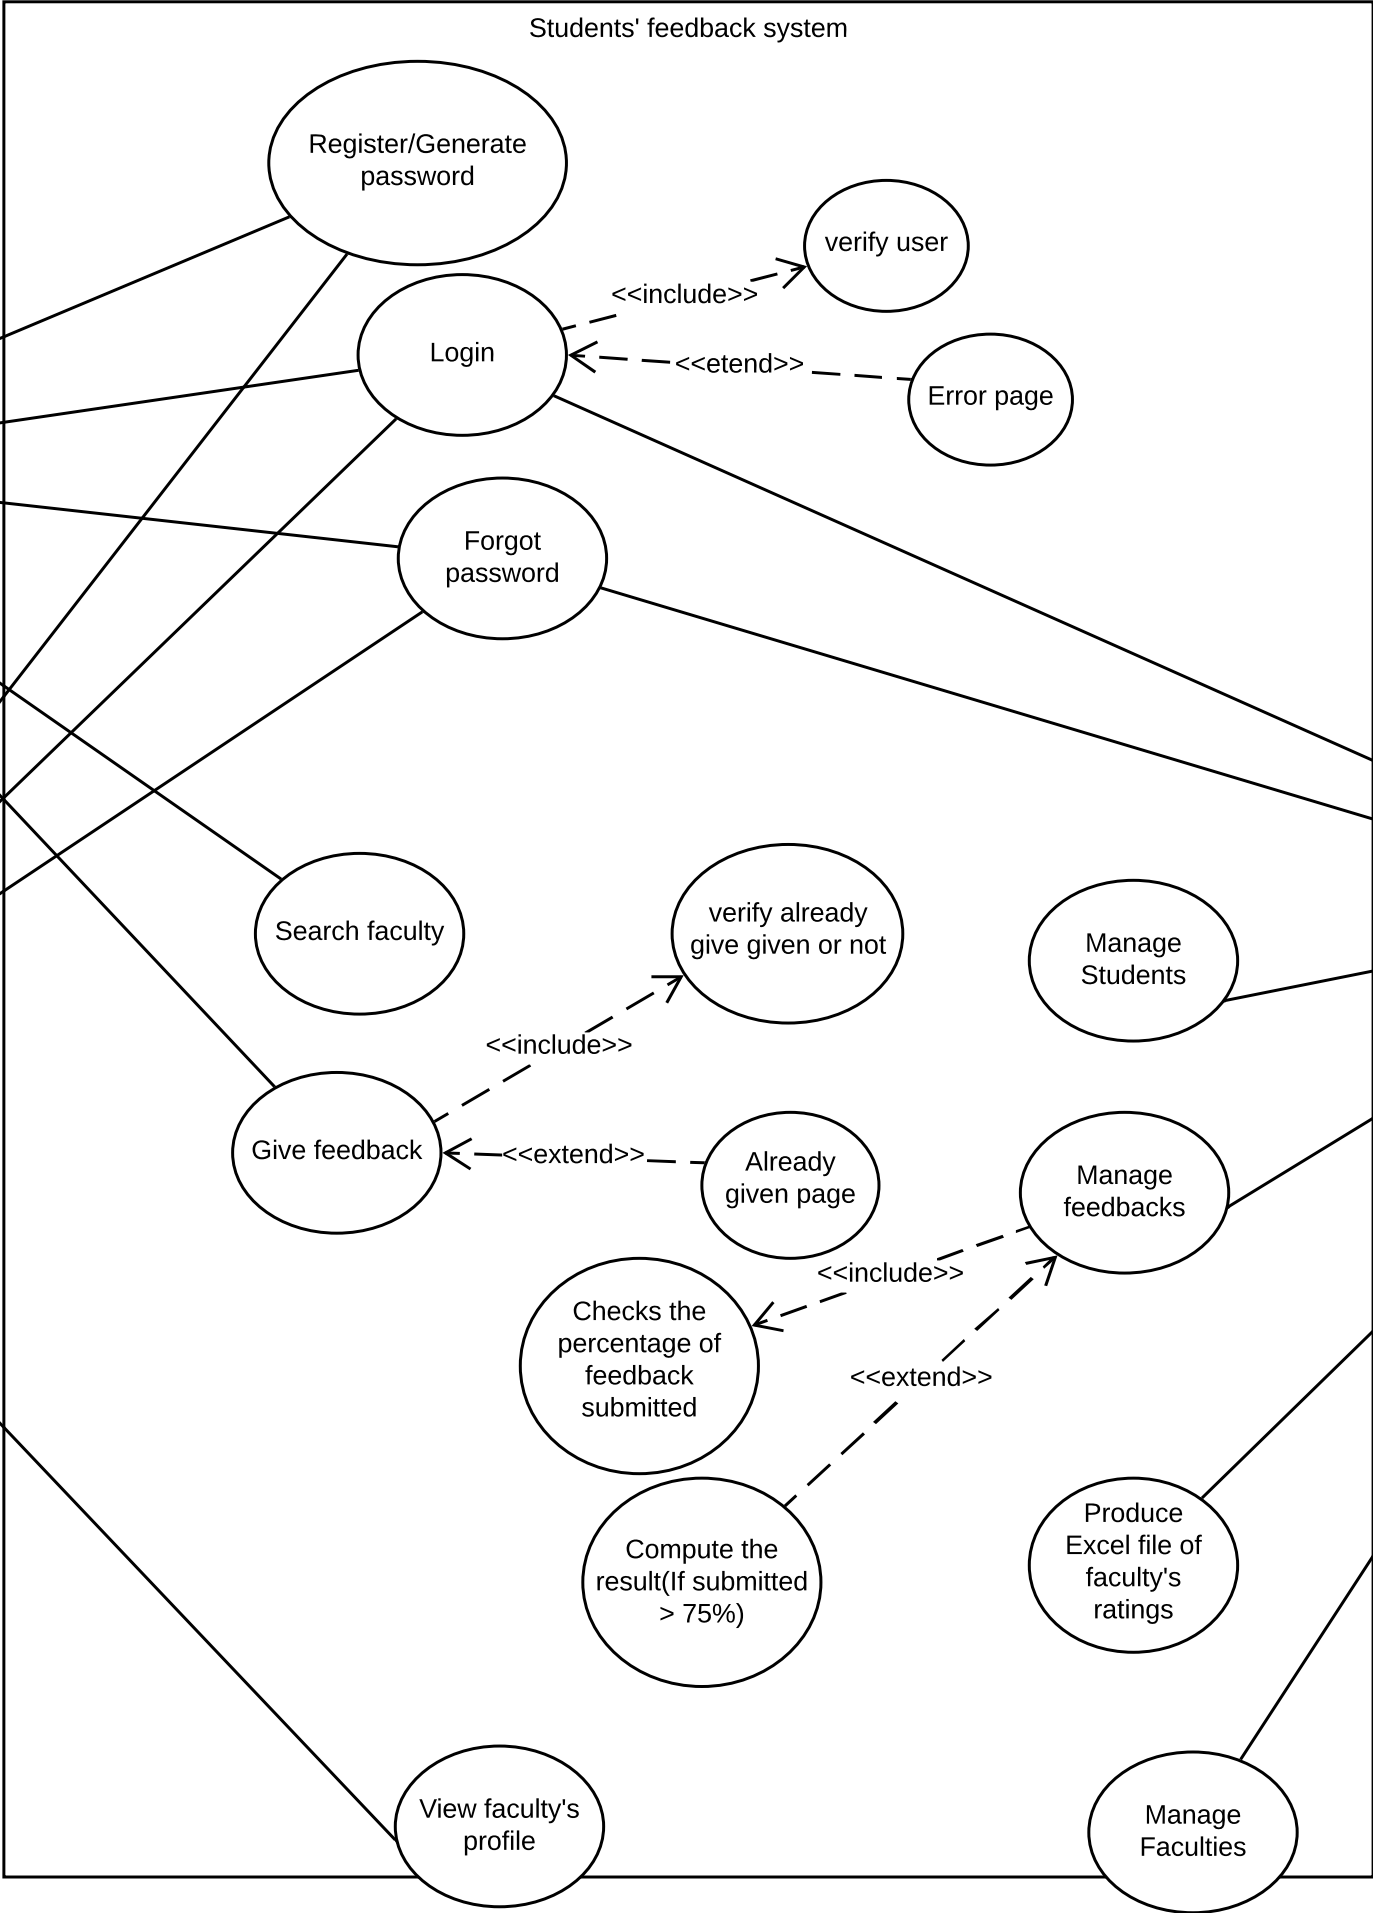 Students' feedback system
Register/Generate
password
verify user
<<include>>
Login
<<etend>>
Error page
Forgot
password
Search faculty
verify already
give given or not
Manage
Students
<<include>>
Give feedback
<<extend>>
Already
given page
Manage
feedbacks
<<include>>
Checks the
percentage of
feedback
submitted
<<extend>>
Compute the
result(If submitted
> 75%)
Produce
Excel file of
faculty's
ratings
View faculty's
profile
Manage
Faculties